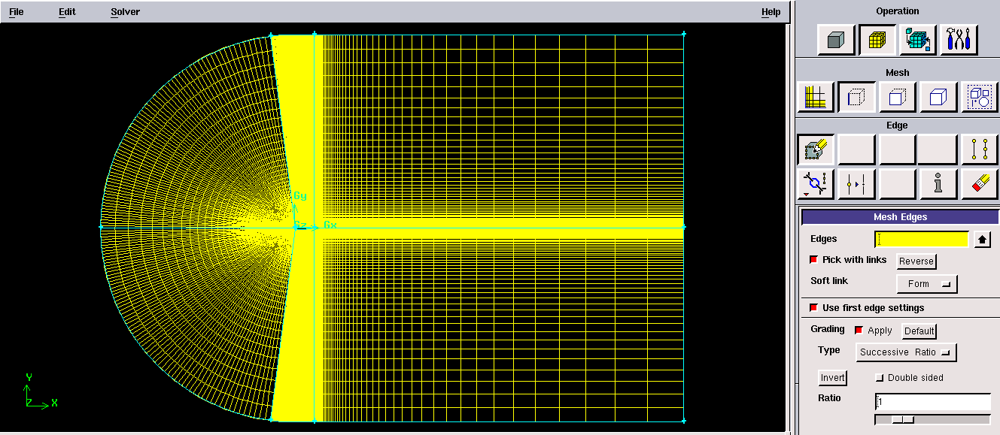 File Edit Solver Help
Operation
Mesh
Edge
Mesh Edges
Edges
Pick with links Reverse
Soft link Form
Use first edge settings
Grading Apply Default
Type Successive Ratio
Invert Double sided
Ratio 1
Gy
Gz Gx
Y
Z X